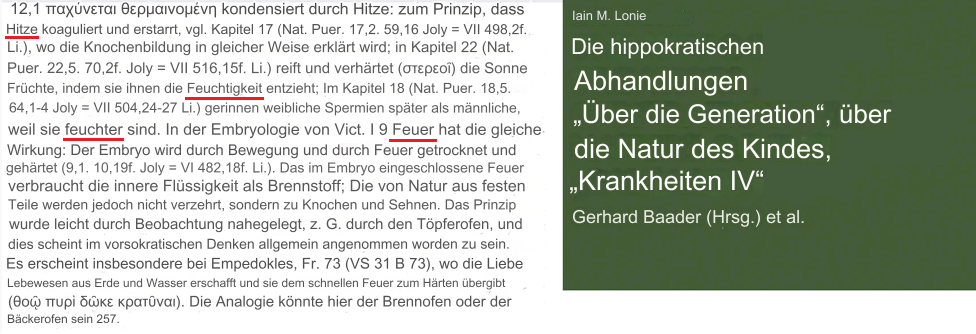 12,1 παχύνεται θερμαινομένη kondensiert durch Hitze: zum Prinzip, dass
Hitze koaguliert und erstarrt, vgl. Kapitel 17 (Nat. Puer. 17,2. 59,16 Joly = VII 498,2f.
Li.), wo die Knochenbildung in gleicher Weise erklärt wird; in Kapitel 22 (Nat.
Puer. 22,5. 70,2f. Joly = VII 516,15f. Li.) reift und verhärtet (στερεοῖ) die Sonne
Früchte, indem sie ihnen die Feuchtigkeit entzieht; Im Kapitel 18 (Nat. Puer. 18,5.
64,1-4 Joly = VII 504,24-27 Li.) gerinnen weibliche Spermien später als männliche,
weil sie feuchter sind. In der Embryologie von Vict. I 9 Feuer hat die gleiche
Wirkung: Der Embryo wird durch Bewegung und durch Feuer getrocknet und
gehärtet (9,1. 10,19f. Joly = VI 482,18f. Li.). Das im Embryo eingeschlossene Feuer
verbraucht die innere Flüssigkeit als Brennstoff; Die von Natur aus festen
Teile werden jedoch nicht verzehrt, sondern zu Knochen und Sehnen. Das Prinzip
wurde leicht durch Beobachtung nahegelegt, z. G. durch den Töpferofen, und
dies scheint im vorsokratischen Denken allgemein angenommen worden zu sein.
Es erscheint insbesondere bei Empedokles, Fr. 73 (VS 31 B 73), wo die Liebe
Lebewesen aus Erde und Wasser erschafft und sie dem schnellen Feuer zum Härten übergibt
(θοῷ πυρὶ δῶκε κρατῦναι). Die Analogie könnte hier der Brennofen oder der
Bäckerofen sein 257.
Iain M. Lonie
Die hippokratischen
Abhandlungen
„Über die Generation“, über
die Natur des Kindes,
„Krankheiten IV“
Gerhard Baader (Hrsg.) et al.